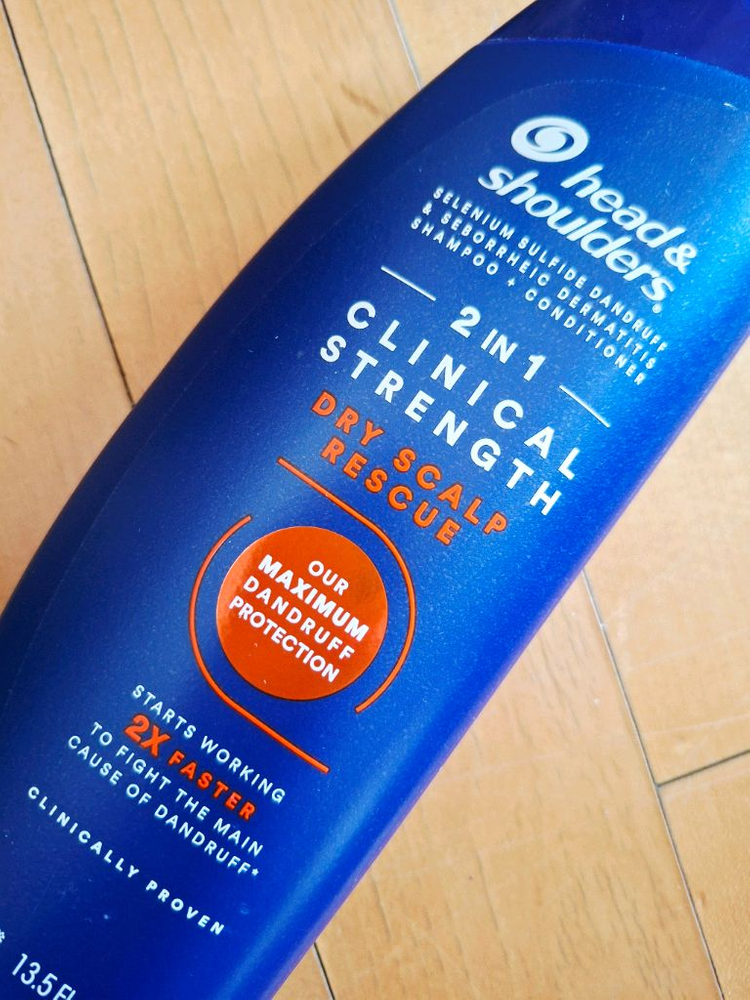 head&
shoulders®
SELENIUM SULFIDE DANDRUFF
& SEBORRHEIC DERMATITIS
SHAMPOO + CONDITIONER
2 IN 1
CLINICAL
STRENGTH
DRY SCALP
RESCUE
OUR
MAXIMUM
DANDRUFF
PROTECTION
STARTS WORKING
2X FASTER
TO FIGHT THE MAIN
CAUSE OF DANDRUFF*
CLINICALLY PROVEN
13.5 FL